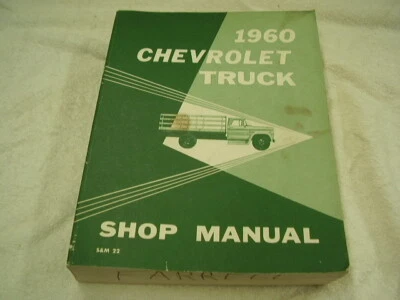 1960
CHEVROLET
TRUCK
SHOP MANUAL
S&M 22